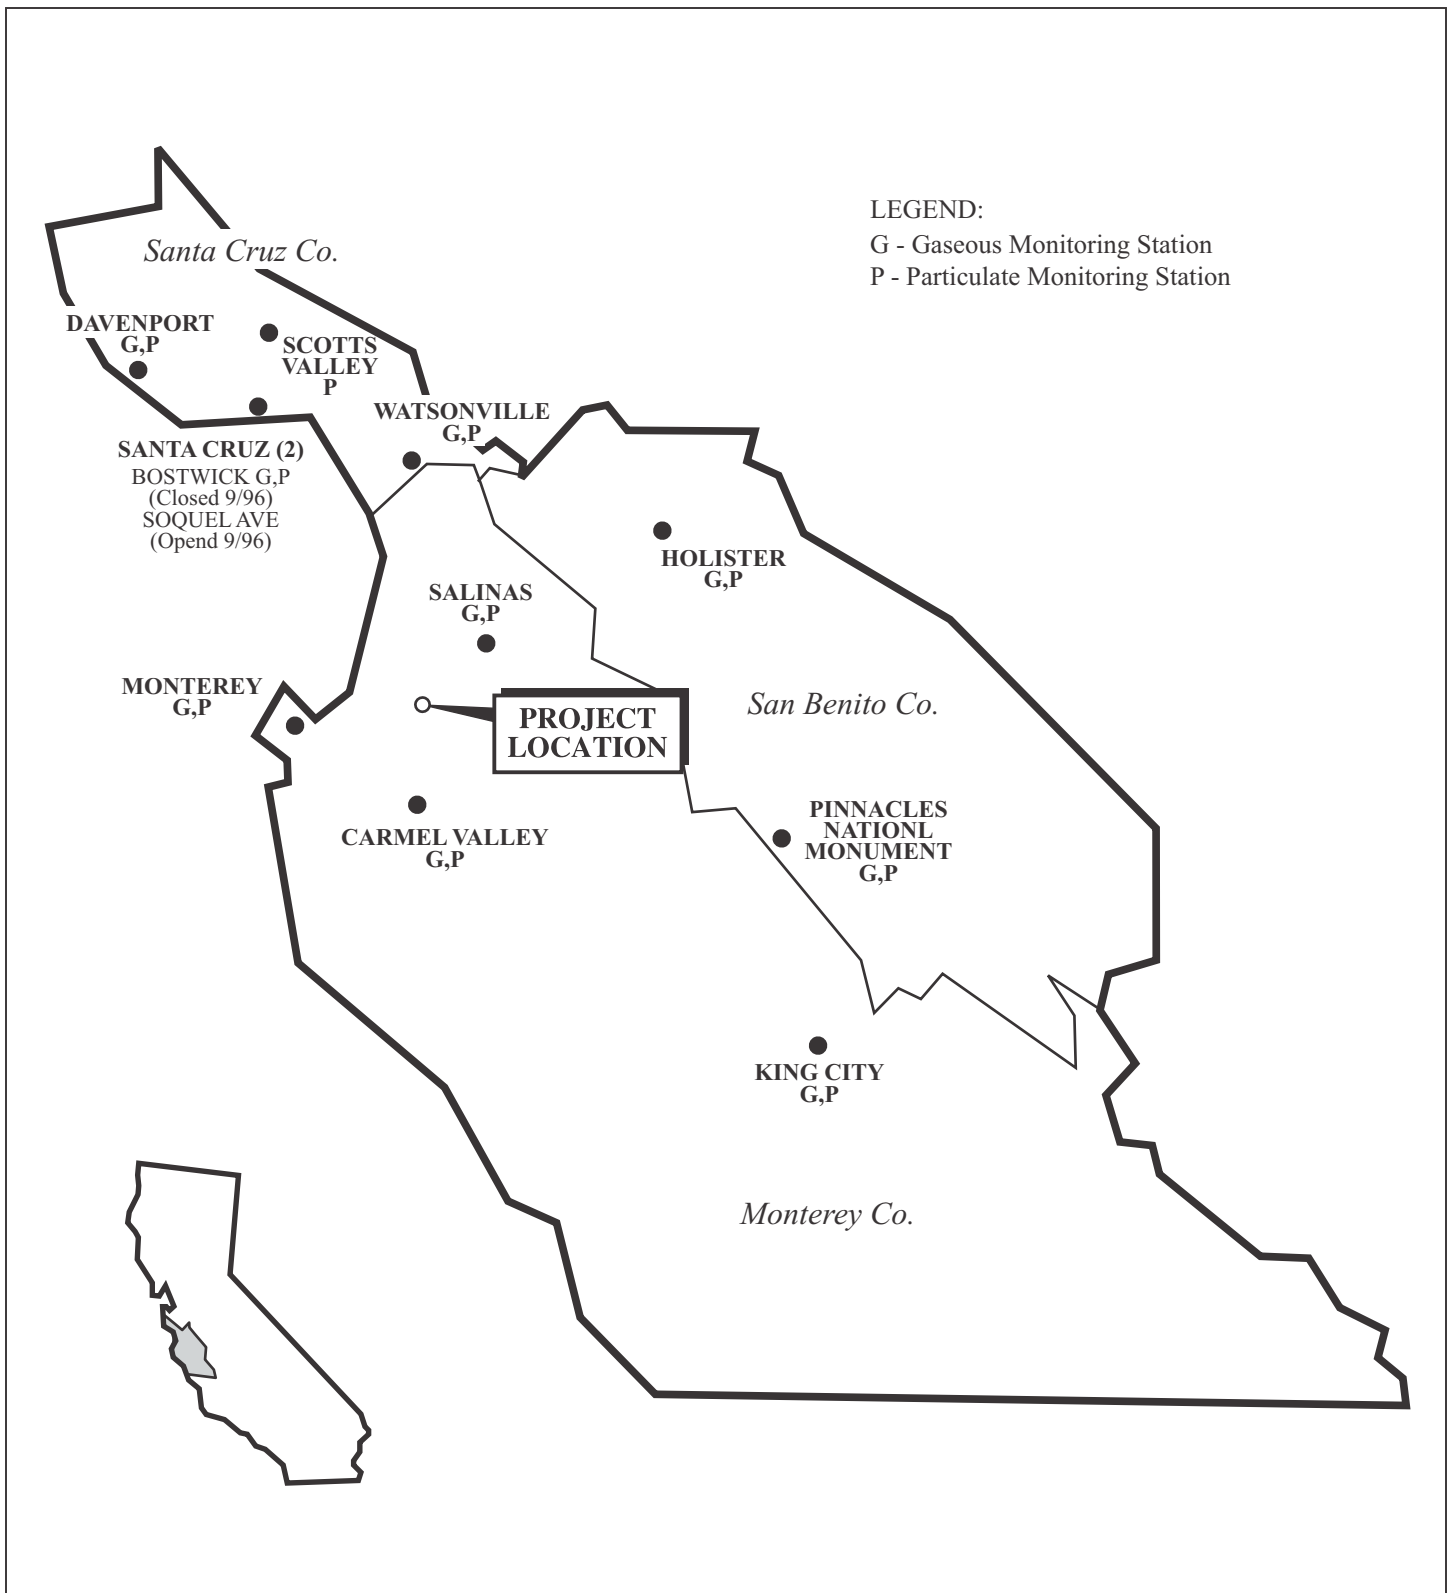 LEGEND:
G - Gaseous Monitoring Station
P - Particulate Monitoring Station
Santa Cruz Co.
DAVENPORT
G,P
SCOTTS
VALLEY
P
WATSONVILLE
G,P
SANTA CRUZ (2)
BOSTWICK G,P
(Closed 9/96)
SOQUEL AVE
(Opend 9/96)
HOLISTER
G,P
SALINAS
G,P
MONTEREY
G,P
San Benito Co.
PROJECT
LOCATION
CARMEL VALLEY
G,P
PINNACLES
NATIONL
MONUMENT
G,P
KING CITY
G,P
Monterey Co.